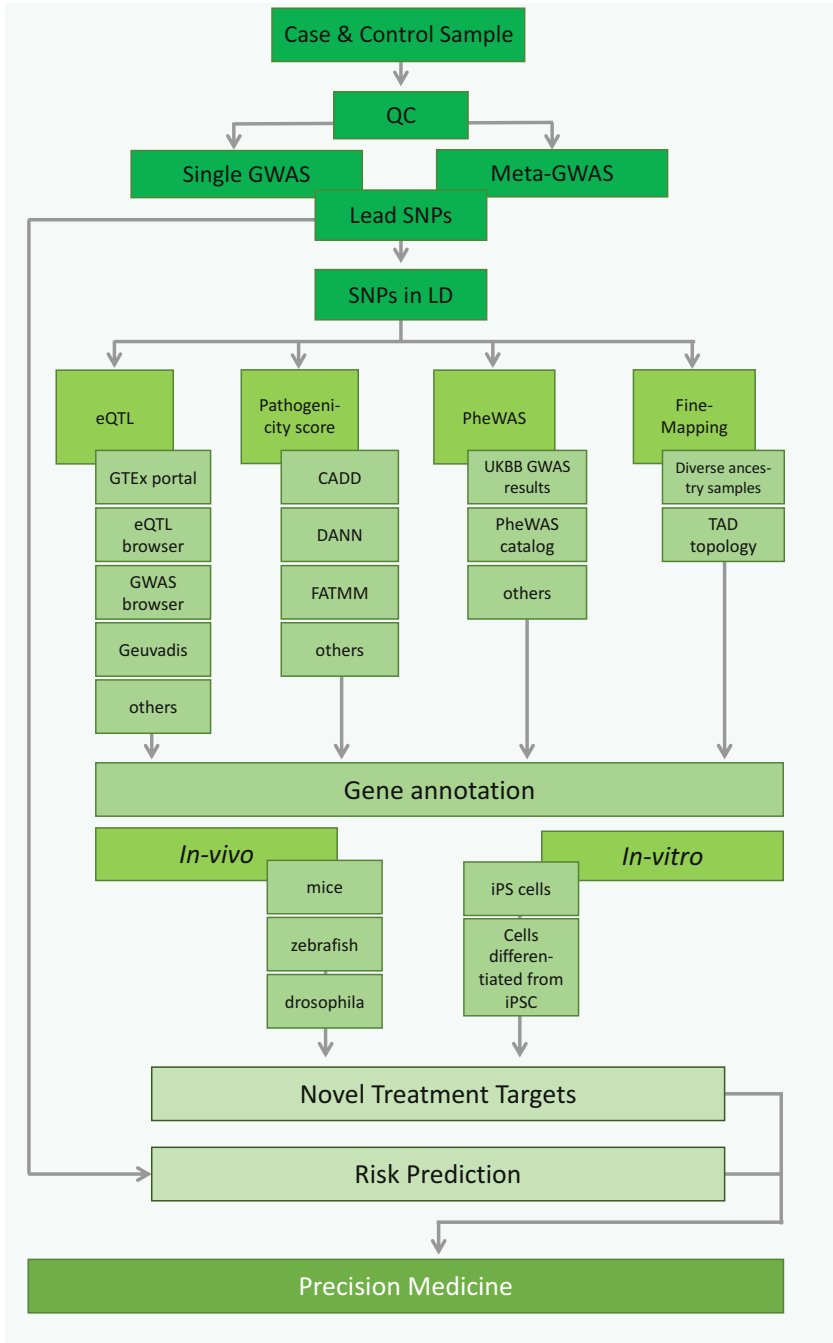 Case & Control Sample
QC
Single GWAS
Meta-GWAS
Lead SNPs
SNPs in LD
eQTL
Pathogeni-
city score
PheWAS
Fine-
Mapping
GTEx portal
eQTL
browser
GWAS
browser
Geuvadis
others
CADD
DANN
FATMM
others
UKBB GWAS
results
PheWAS
catalog
others
Diverse ances-
try samples
TAD
topology
Gene annotation
In-vivo
In-vitro
mice
zebrafish
drosophila
iPS cells
Cells
differen-
tiated from
iPSC
Novel Treatment Targets
Risk Prediction
Precision Medicine